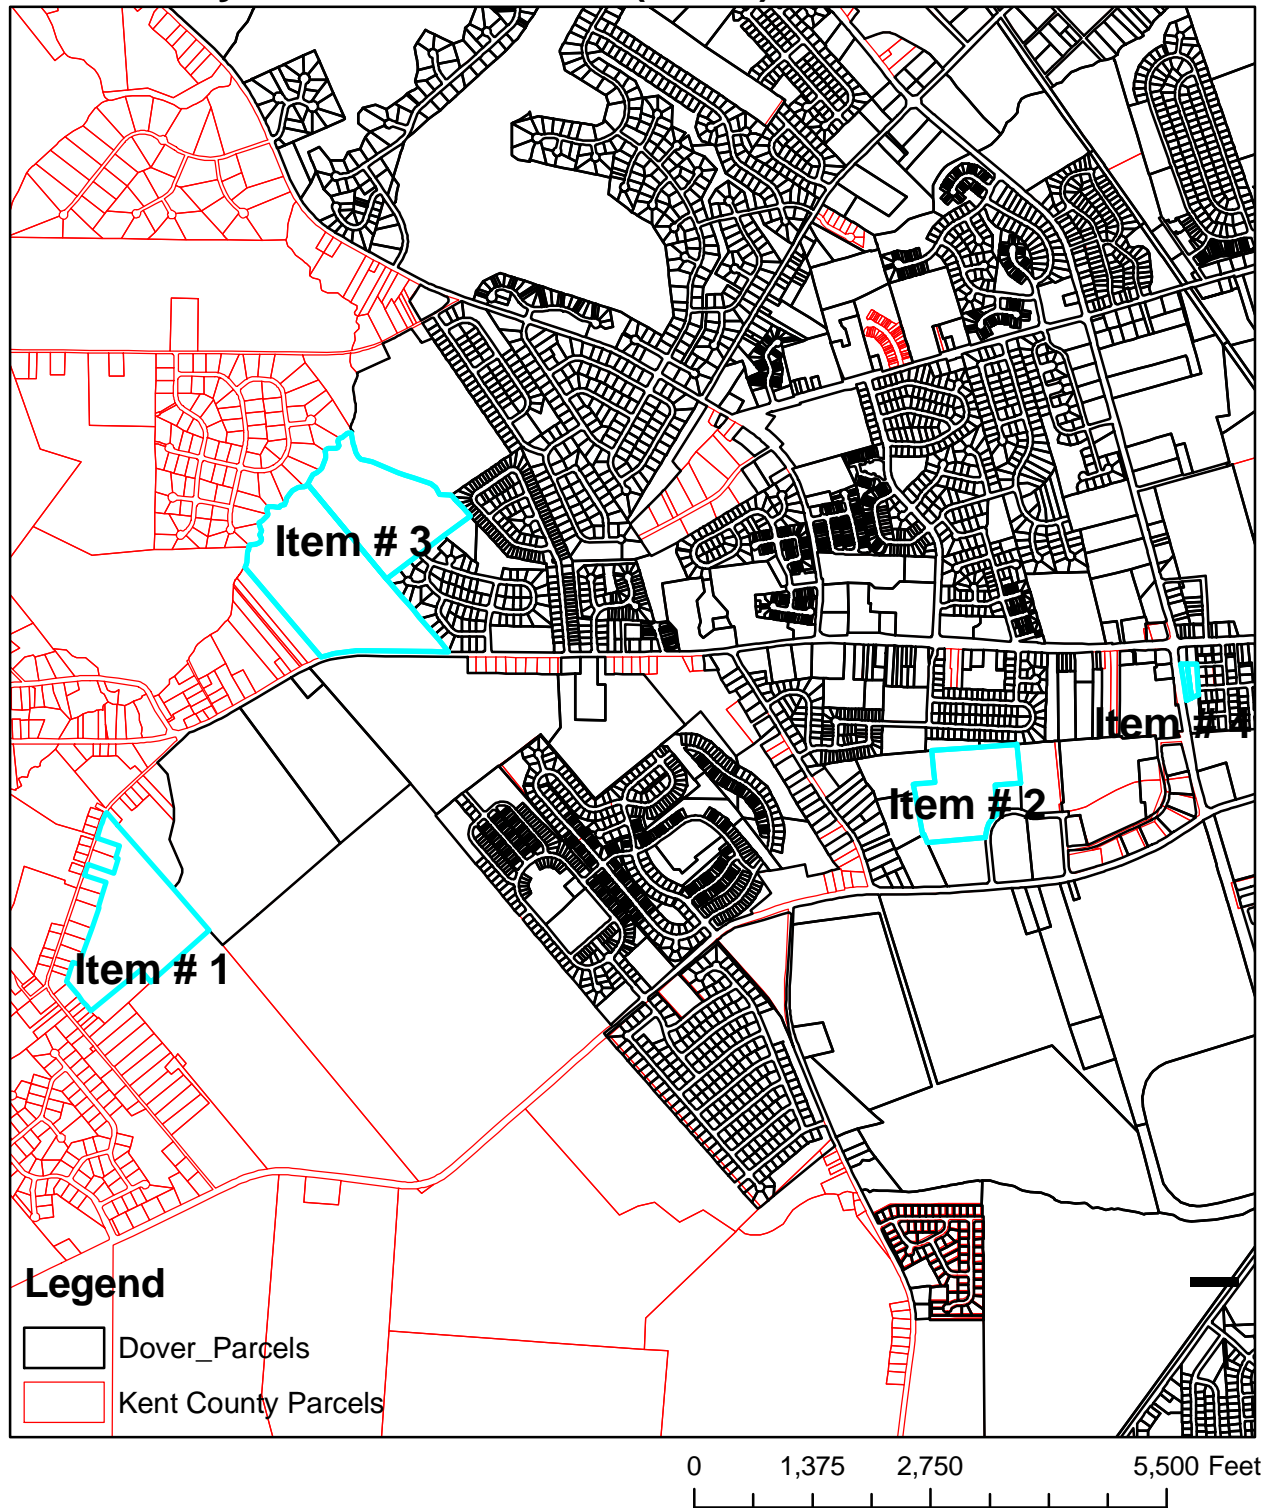 Item # 3
Item # 4
Item # 2
Item # 1
Legend
Dover_Parcels
Kent County Parcels
0 1,375 2,750 5,500 Feet